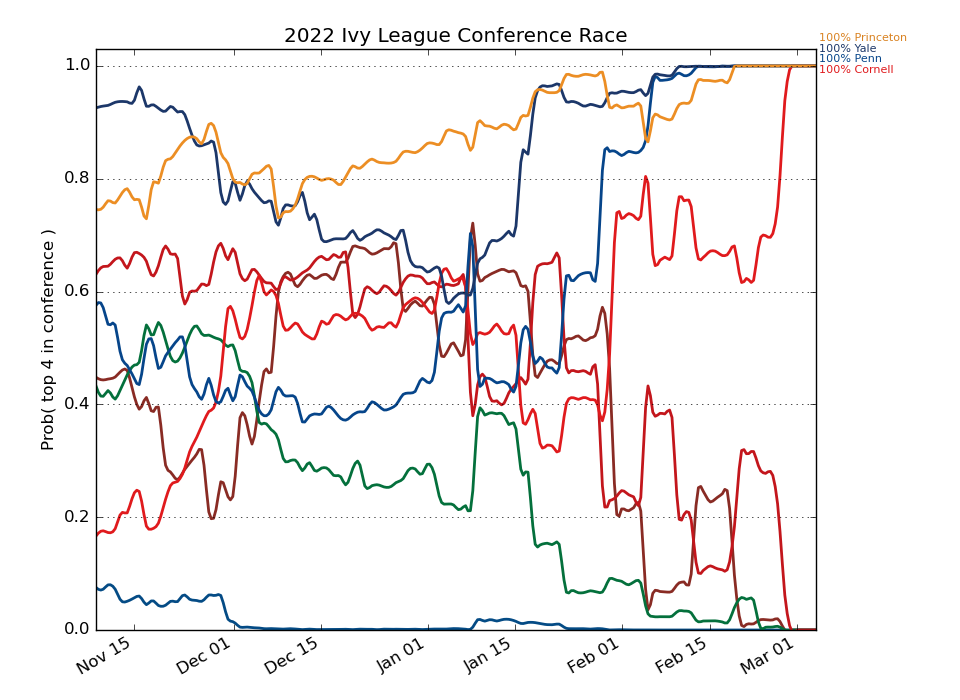 2022 Ivy League Conference Race
100% Princeton
100% Yale
100% Penn
100% Cornell
Prob( top 4 in conference )
1.0
0.8
0.6
0.4
0.2
0.0
Nov 15
Dec 01
Dec 15
Jan 01
Jan 15
Feb 01
Feb 15
Mar 01